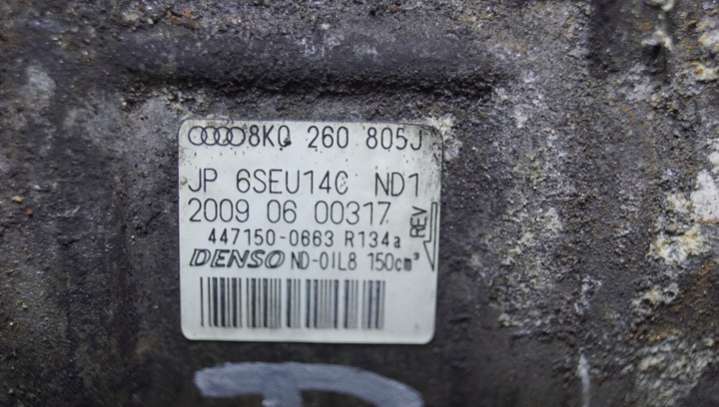 8K0 260 805J
JP 6SEU14C ND1
2009 06 00317
REV
447150-0663 R134a
DENSO ND-OIL8 150cm³